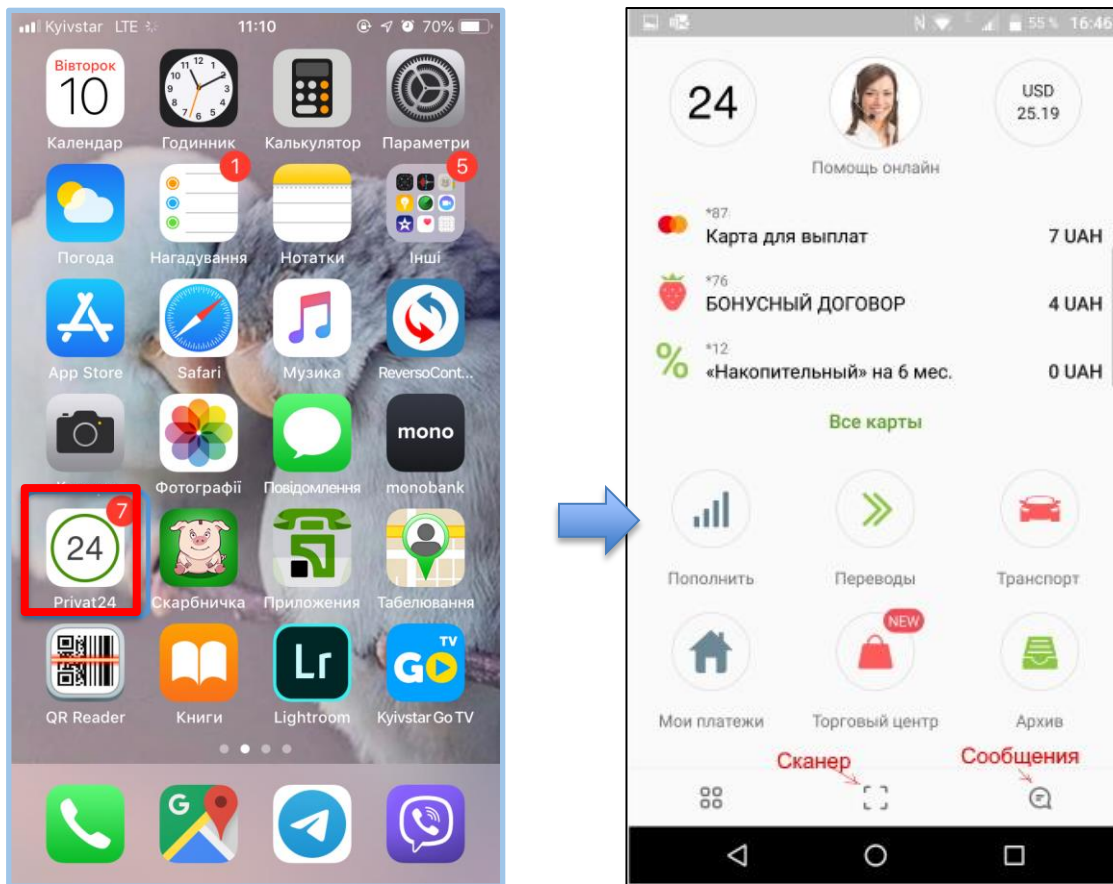 Kyivstar LTE 11:10 70%
Вівторок
10
12
Календар Годинник Калькулятор Параметри
1 5
Погода Нагадування Нотатки Інші
App Store Safari Музика ReversoCont...
mono
Фотографії Повідомлення monobank
7
24
Privat24 Скарбничка Приложения Табелювання
Lr
TV
GO
QR Reader Книги Lightroom Kyivstar Go TV
G
N 55 % 16:46
24
USD
25.19
Помощь онлайн
*87
Карта для выплат 7 UAH
*76
БОНУСНЫЙ ДОГОВОР 4 UAH
*12
% «Накопительный» на 6 мес. 0 UAH
Все карты
Пополнить Переводы Транспорт
NEW
Мои платежи Торговый центр Архив
Сканер Сообщения